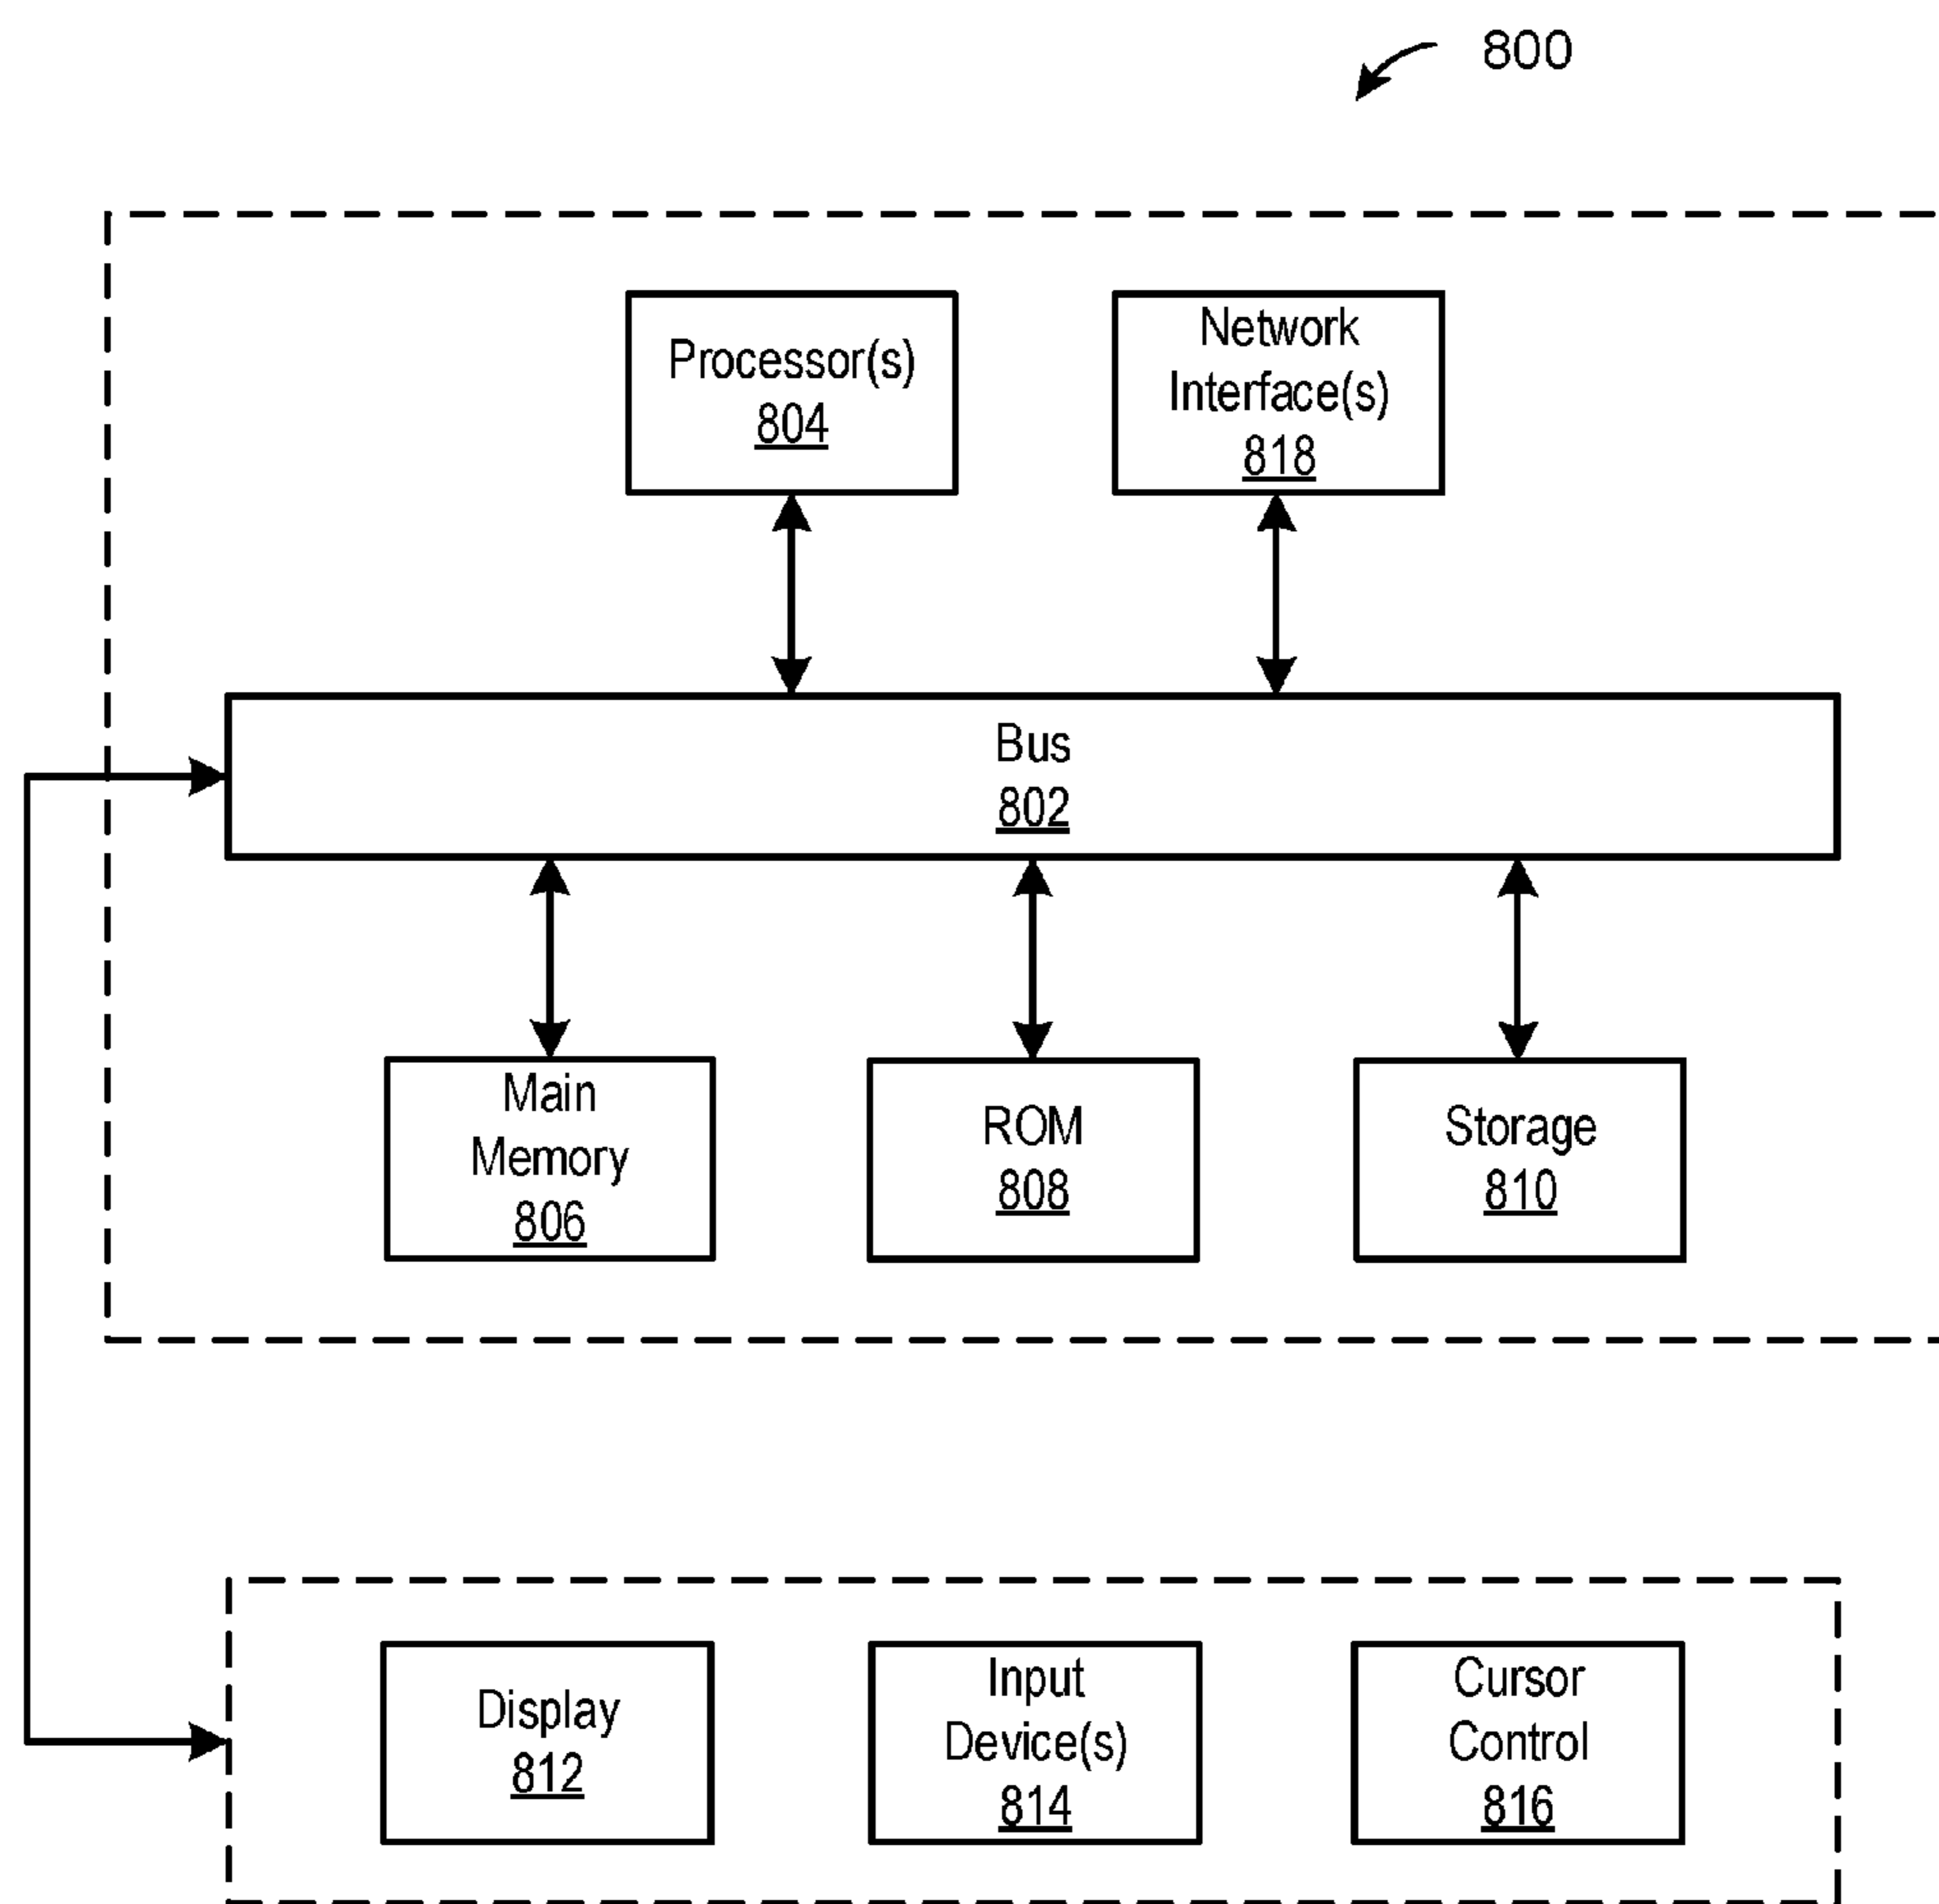 800
Processor(s)
804
Network
Interface(s)
818
Bus
802
Main
Memory
806
ROM
808
Storage
810
Display
812
Input
Device(s)
814
Cursor
Control
816